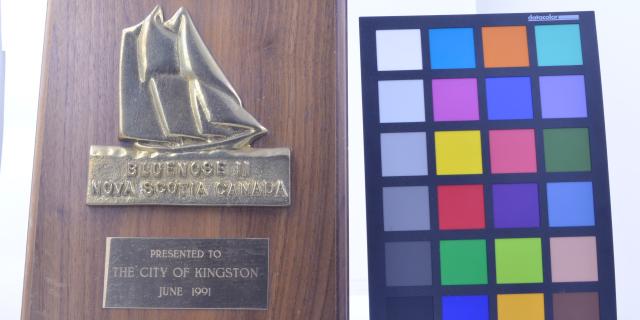 BLUENOSE II
NOVA SCOTIA CANADA
PRESENTED TO
THE CITY OF KINGSTON
JUNE 1991
datacolor